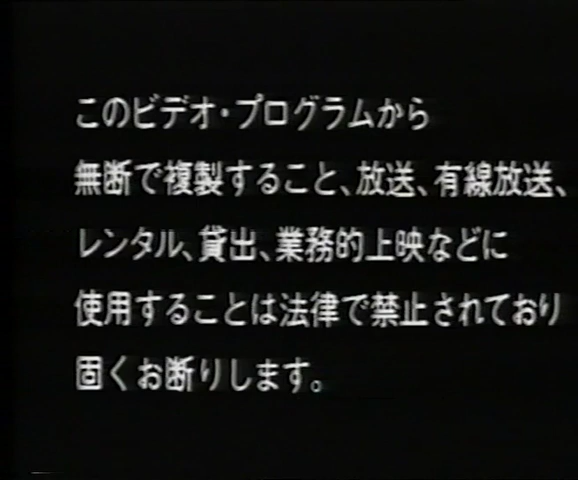 このビデオ・プログラムから
無断で複製すること、放送、有線放送、
レンタル、貸出、業務的上映などに
使用することは法律で禁止されており
固くお断りします。